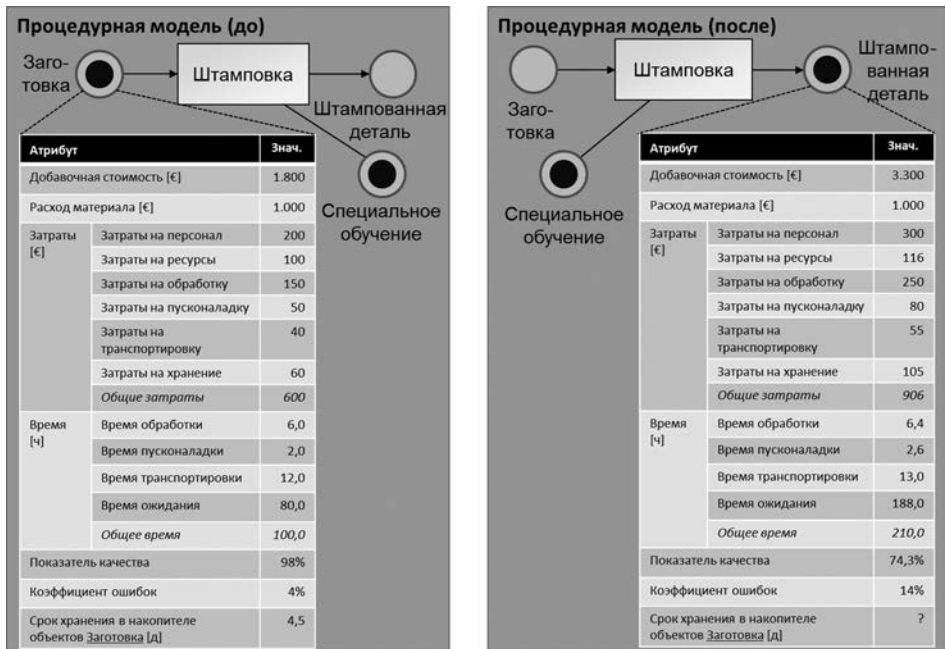 Процедурная модель (до)
Заго-
товка
Штамповка
Штампованная
деталь
Специальное
обучение
Атрибут Знач.
Добавочная стоимость [€] 1.800
Расход материала [€] 1.000
Затраты Затраты на персонал 200
[€]
Затраты на ресурсы 100
Затраты на обработку 150
Затраты на пусконаладку 50
Затраты на 40
транспортировку
Затраты на хранение 60
Общие затраты 600
Время Время обработки 6,0
[ч]
Время пусконаладки 2,0
Время транспортировки 12,0
Время ожидания 80,0
Общее время 100,0
Показатель качества 98%
Коэффициент ошибок 4%
Срок хранения в накопителе 4,5
объектов Заготовка [д]
Процедурная модель (после)
Заго-
товка
Штамповка
Штампо-
ванная
деталь
Специальное
обучение
Атрибут Знач.
Добавочная стоимость [€] 3.300
Расход материала [€] 1.000
Затраты Затраты на персонал 300
[€]
Затраты на ресурсы 116
Затраты на обработку 250
Затраты на пусконаладку 80
Затраты на 55
транспортировку
Затраты на хранение 105
Общие затраты 906
Время Время обработки 6,4
[ч]
Время пусконаладки 2,6
Время транспортировки 13,0
Время ожидания 188,0
Общее время 210,0
Показатель качества 74,3%
Коэффициент ошибок 14%
Срок хранения в накопителе ?
объектов Заготовка [д]